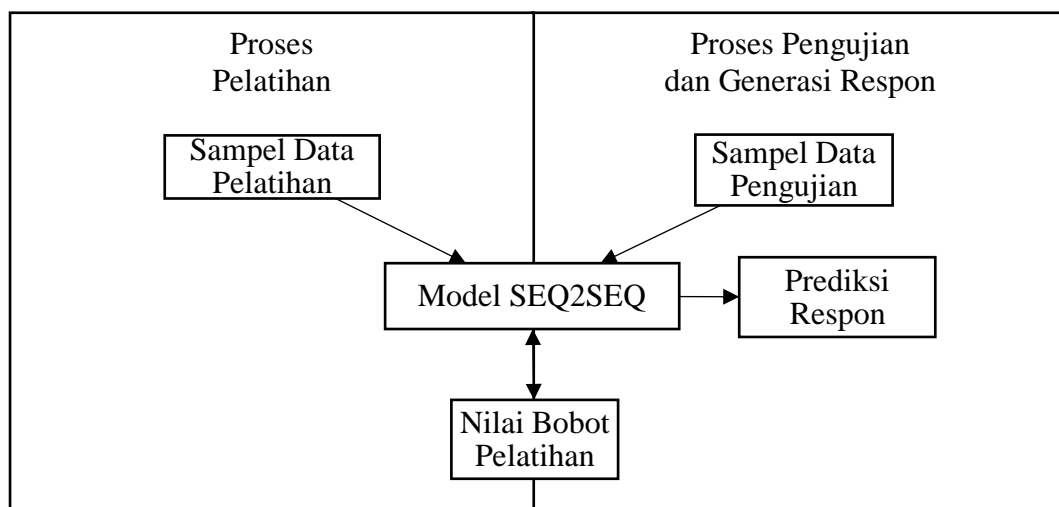 Proses
Pelatihan
Proses Pengujian
dan Generasi Respon
Sampel Data
Pelatihan
Sampel Data
Pengujian
Model SEQ2SEQ
Prediksi
Respon
Nilai Bobot
Pelatihan